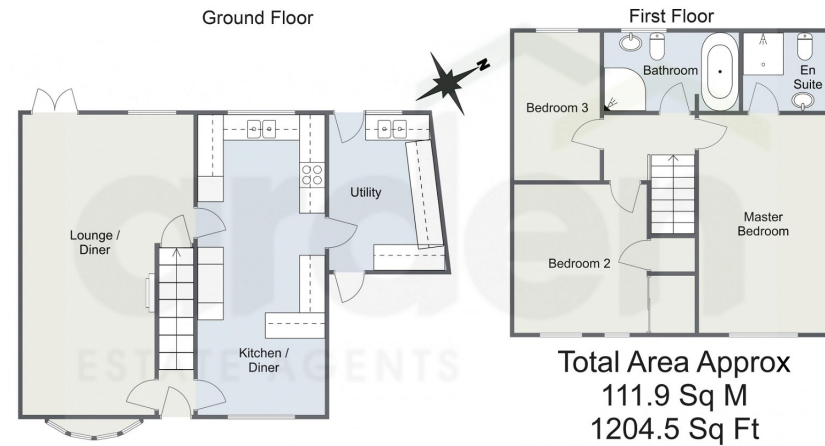 Ground Floor
First Floor
N
Bathroom
En
Suite
Bedroom 3
Utility
Lounge /
Diner
Master
Bedroom
Bedroom 2
Kitchen /
Diner
arden
ESTATE AGENTS
Total Area Approx
111.9 Sq M
1204.5 Sq Ft